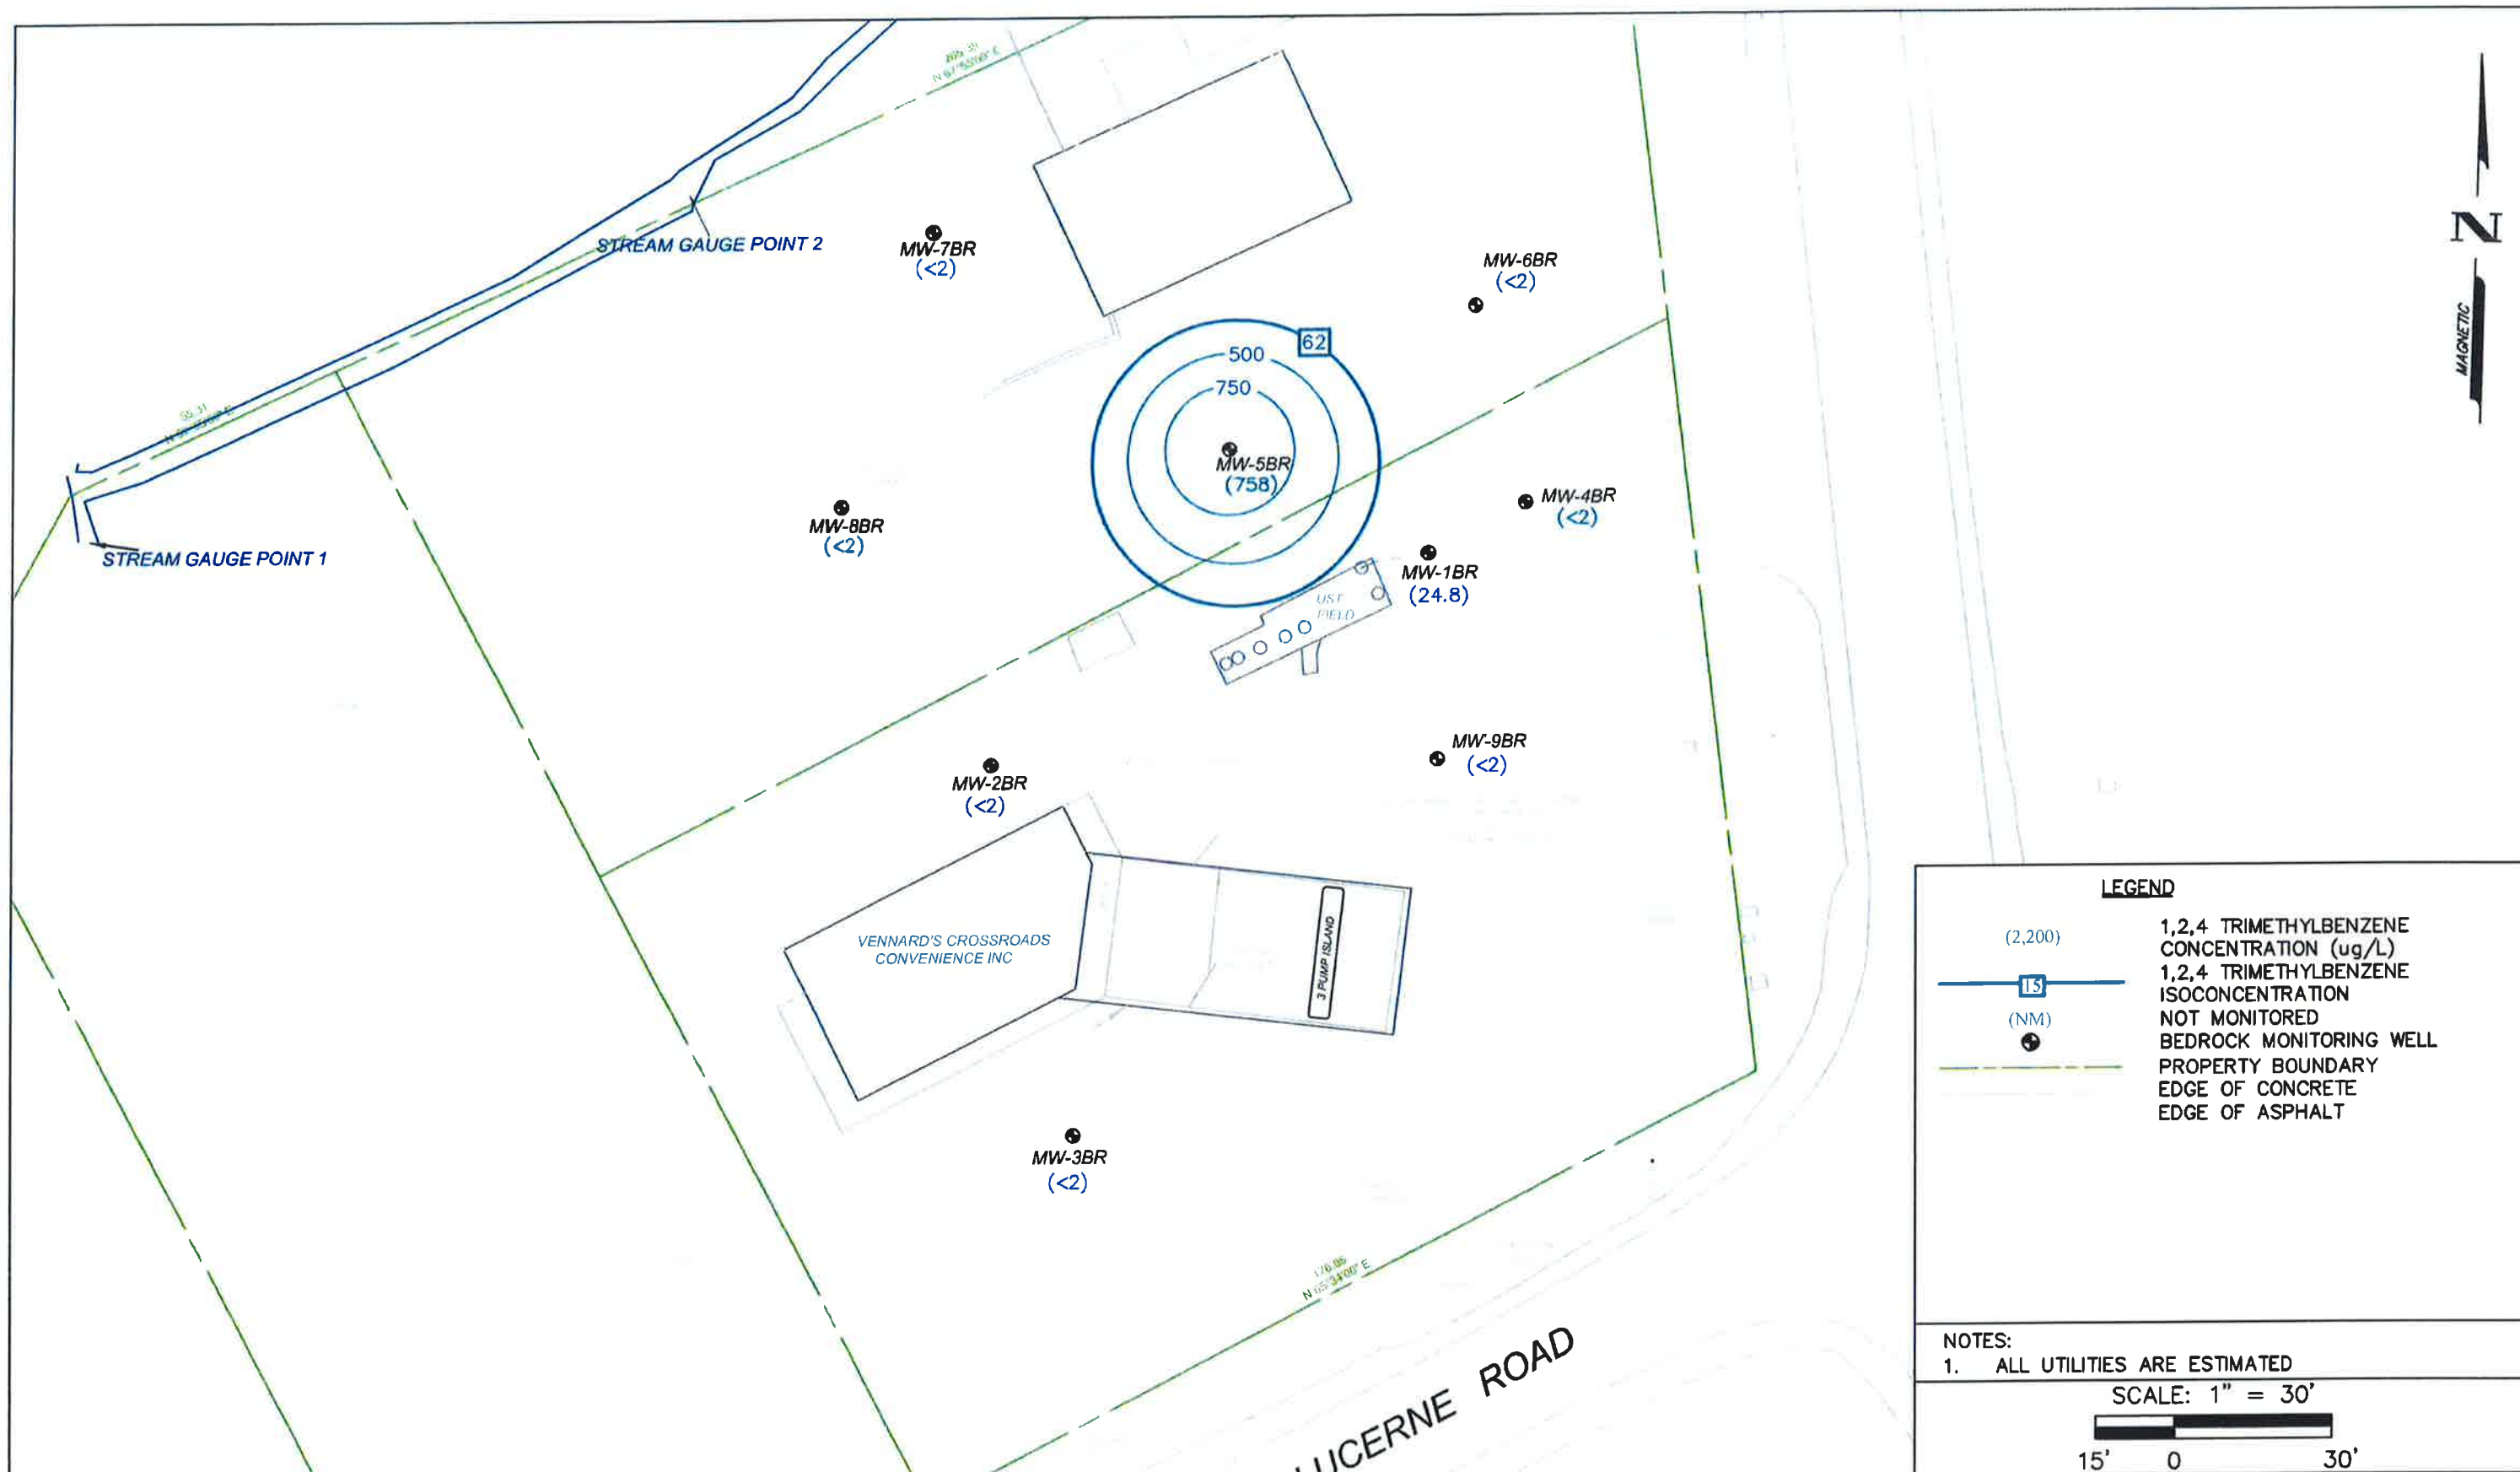 STREAM GAUGE POINT 2
MW-7BR
(<2)
MW-6BR
(<2)
N
MAGNETIC
62
500
750
MW-5BR
(758)
MW-4BR
(<2)
MW-8BR
(<2)
STREAM GAUGE POINT 1
55.31
MW-1BR
(24.8)
UST
FIELD
MW-2BR
(<2)
MW-9BR
(<2)
VENNARD'S CROSSROADS
CONVENIENCE INC
3 PUMP ISLAND
MW-3BR
(<2)
LUCERNE ROAD
LEGEND
(2,200)
1,2,4 TRIMETHYLBENZENE
CONCENTRATION (ug/L)
15
1,2,4 TRIMETHYLBENZENE
ISOCONCENTRATION
(NM)
NOT MONITORED
BEDROCK MONITORING WELL
PROPERTY BOUNDARY
EDGE OF CONCRETE
EDGE OF ASPHALT
NOTES:
1. ALL UTILITIES ARE ESTIMATED
SCALE: 1" = 30'
15' 0 30'